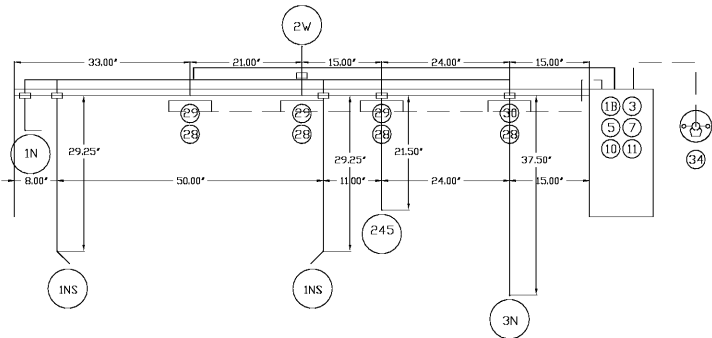 2W
33.00" 21.00" 15.00" 24.00" 15.00"
29 29 29 30 1B 3
28 28 28 28 5 7
1N 29.25" 29.25" 21.50" 37.50" 10 11
34
8.00" 50.00" 11.00" 24.00" 15.00"
245
1NS 1NS
3N